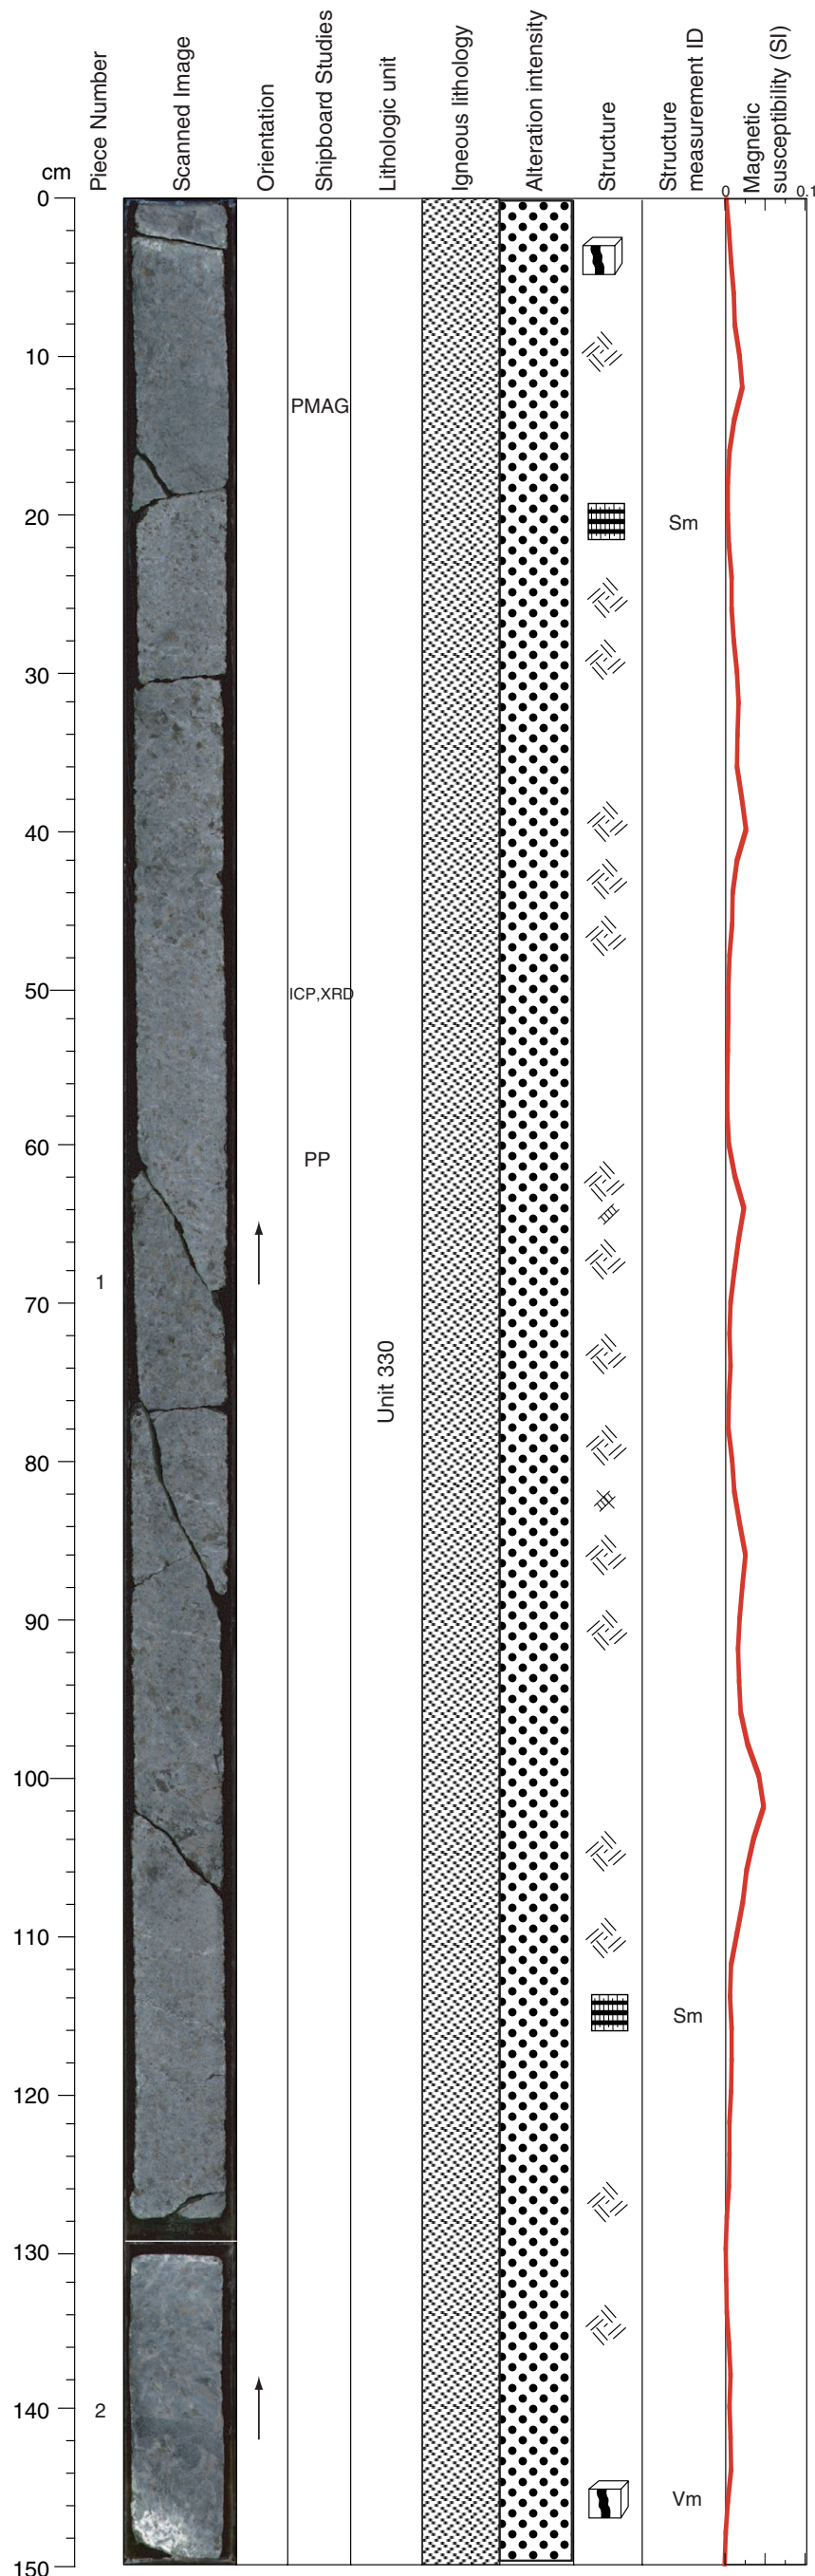 cm
Piece Number
Scanned Image
Orientation
Shipboard Studies
Lithologic unit
Igneous lithology
Alteration intensity
Structure
Structure
measurement ID
Magnetic
susceptibility (SI)
0
0.1
0
10
PMAG
20
Sm
30
40
50
ICP,XRD
60
PP
1
70
Unit 330
80
90
100
110
Sm
120
130
140
2
Vm
150